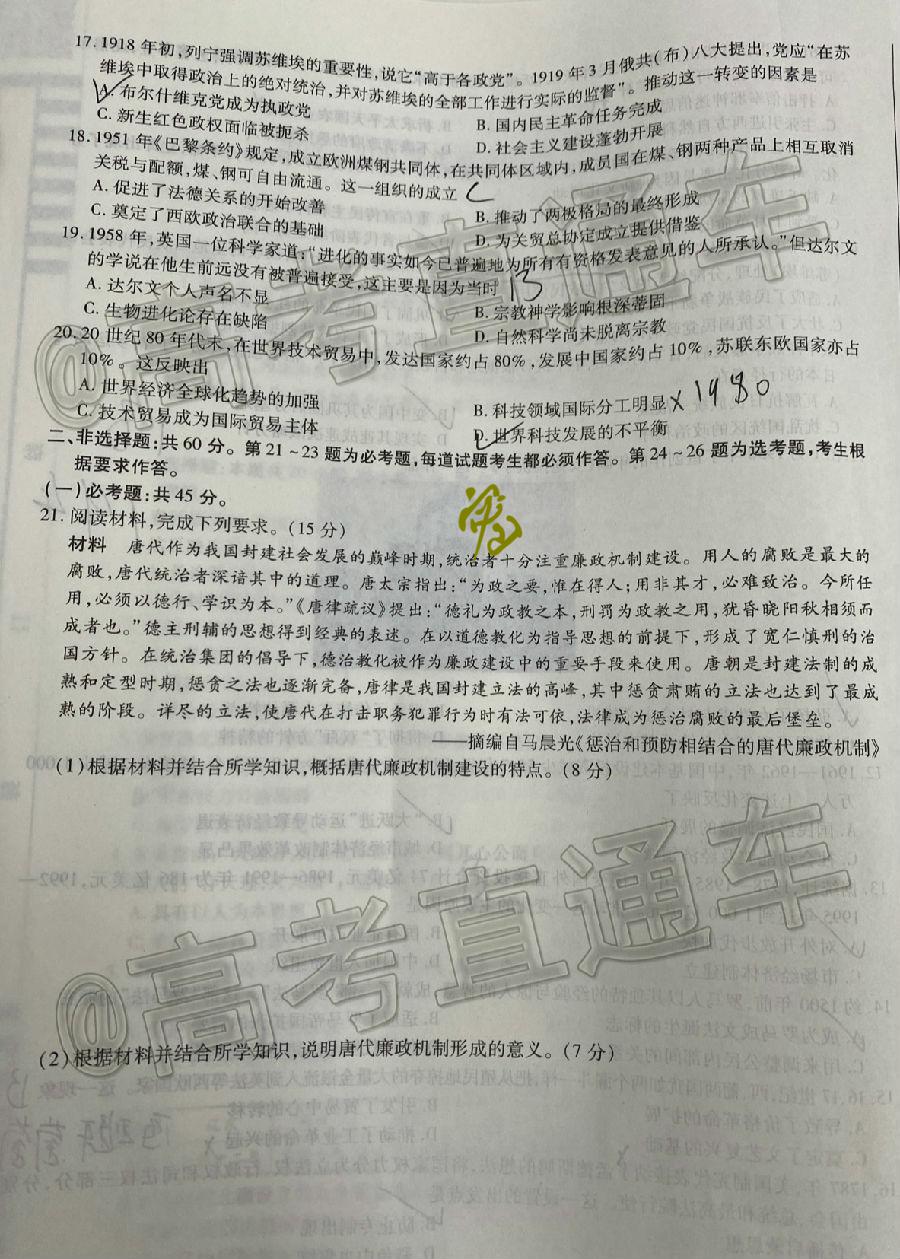 17. 1918 年初,列宁强调苏维埃的重要性,说它“高于各政党”。1919 年 3 月俄共(布)八大提出,党应“在苏
维埃中取得政治上的绝对统治,并对苏维埃的全部工作进行实际的监督”。推动这一转变的因素是
A. 布尔什维克党成为执政党
B. 国内民主革命任务完成
C. 新生红色政权面临被扼杀
D. 社会主义建设蓬勃开展
18. 1951 年《巴黎条约》规定,成立欧洲煤钢共同体,在共同体区域内,成员国在煤、钢两种产品上相互取消
关税与配额,煤、钢可自由流通。这一组织的成立 C
A. 促进了法德关系的开始改善
B. 推动了两极格局的最终形成
C. 奠定了西欧政治联合的基础
D. 为关贸总协定成立提供借鉴
19. 1958 年,英国一位科学家道:“进化的事实如今已普遍地为所有有资格发表意见的人所承认。”但达尔文
的学说在他生前远没有被普遍接受,这主要是因为当时 B
A. 达尔文个人声名不显
B. 宗教神学影响根深蒂固
C. 生物进化论存在缺陷
D. 自然科学尚未脱离宗教
20. 20 世纪 80 年代末,在世界技术贸易中,发达国家约占 80%,发展中国家约占 10%,苏联东欧国家亦占
10%。这反映出
A. 世界经济全球化趋势的加强
B. 科技领域国际分工明显 x 1980
C. 技术贸易成为国际贸易主体
D. 世界科技发展的不平衡
二、非选择题:共 60 分。第 21~23 题为必考题,每道试题考生都必须作答。第 24~26 题为选考题,考生根
据要求作答。
(一)必考题:共 45 分。
21. 阅读材料,完成下列要求。(15 分)
材料 唐代作为我国封建社会发展的巅峰时期,统治者十分注重廉政机制建设。用人的腐败是最大的
腐败,唐代统治者深谙其中的道理。唐太宗指出:“为政之要,惟在得人;用非其才,必难致治。今所任
用,必须以德行、学识为本。”《唐律疏议》提出:“德礼为政教之本,刑罚为政教之用,犹昏晓阳秋相须而
成者也。”德主刑辅的思想得到经典的表述。在以道德教化为指导思想的前提下,形成了宽仁慎刑的治
国方针。在统治集团的倡导下,德治教化被作为廉政建设中的重要手段来使用。唐朝是封建法制的成
熟和定型时期,惩贪之法也逐渐完备,唐律是我国封建立法的高峰,其中惩贪肃贿的立法也达到了最成
熟的阶段。详尽的立法,使唐代在打击职务犯罪行为时有法可依,法律成为惩治腐败的最后堡垒。
——摘编自马晨光《惩治和预防相结合的唐代廉政机制》
(1)根据材料并结合所学知识,概括唐代廉政机制建设的特点。(8 分)
@高考直通车
@高考直通车
(2)根据材料并结合所学知识,说明唐代廉政机制形成的意义。(7 分)